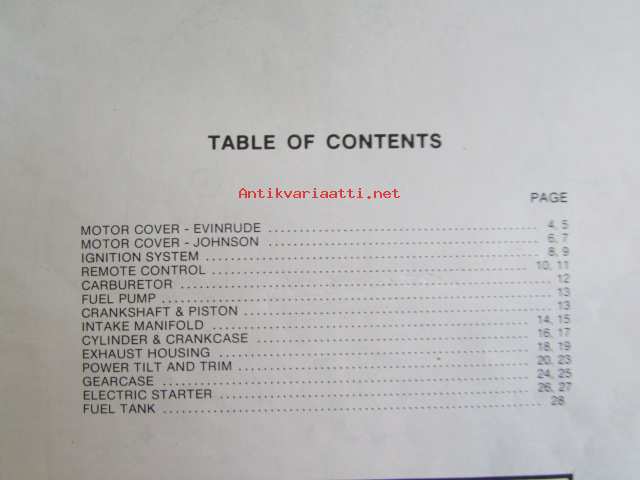 TABLE OF CONTENTS
Antikvariaatti.net
PAGE
MOTOR COVER - EVINRUDE 4, 5
MOTOR COVER - JOHNSON 6, 7
IGNITION SYSTEM 8, 9
REMOTE CONTROL 10, 11
CARBURETOR 12
FUEL PUMP 13
CRANKSHAFT & PISTON 13
INTAKE MANIFOLD 14, 15
CYLINDER & CRANKCASE 16, 17
EXHAUST HOUSING 18, 19
POWER TILT AND TRIM 20, 23
GEARCASE 24, 25
ELECTRIC STARTER 26, 27
FUEL TANK 28